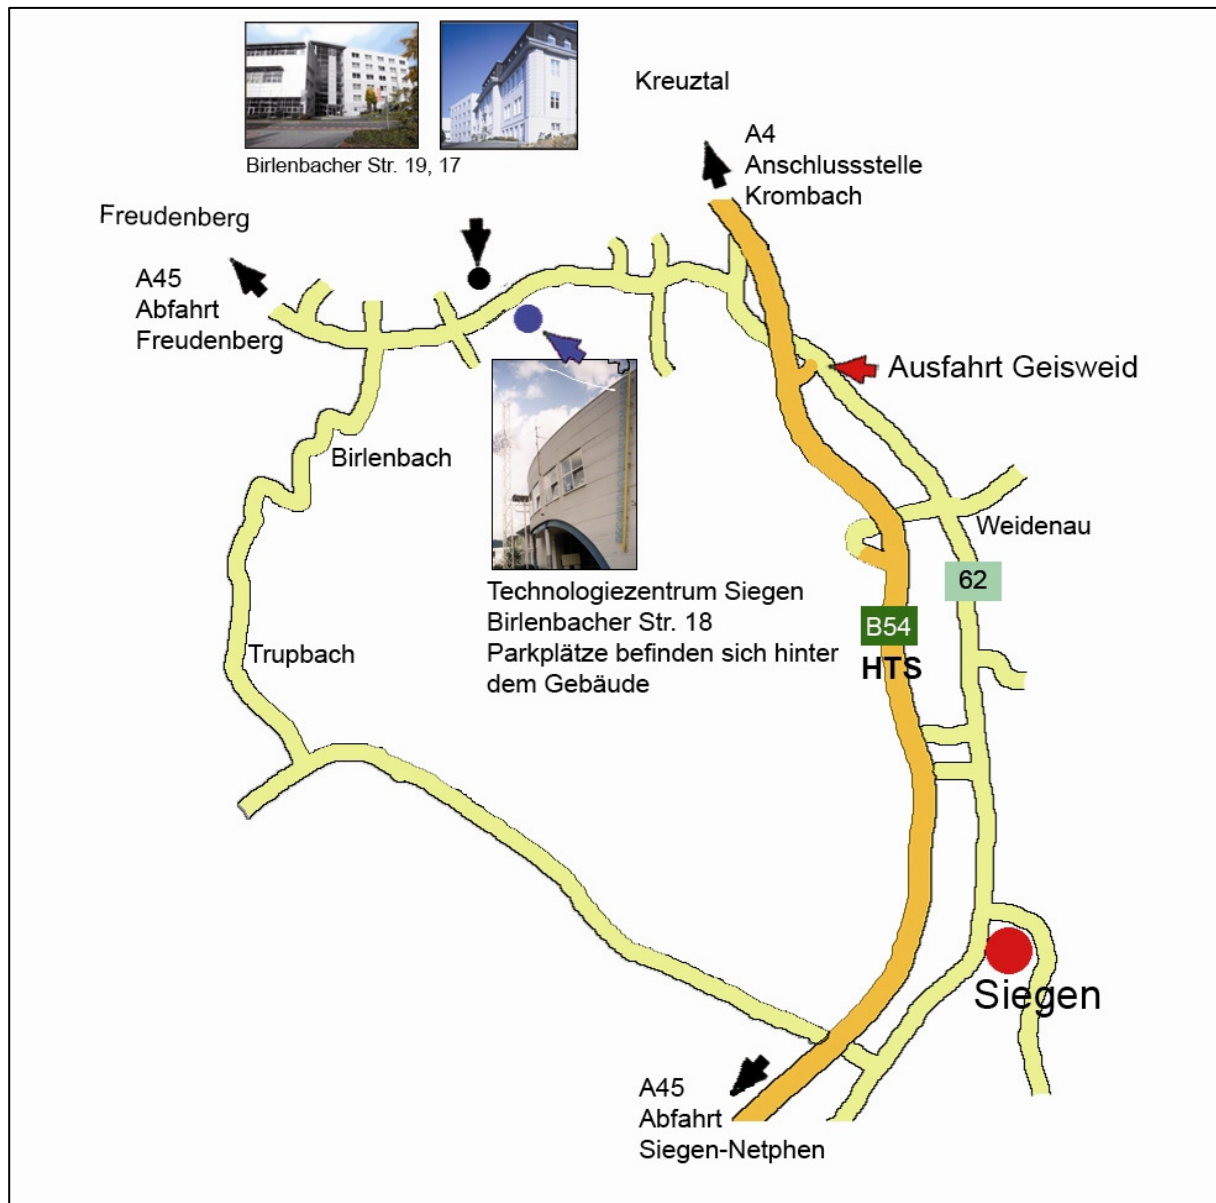 Birlenbacher Str. 19, 17
Kreuztal
A4
Anschlussstelle
Krombach
Freudenberg
A45
Abfahrt
Freudenberg
Ausfahrt Geisweid
Birlenbach
Weidenau
62
Technologiezentrum Siegen
Birlenbacher Str. 18
Parkplätze befinden sich hinter
dem Gebäude
B54
HTS
Trupbach
Siegen
A45
Abfahrt
Siegen-Netphen